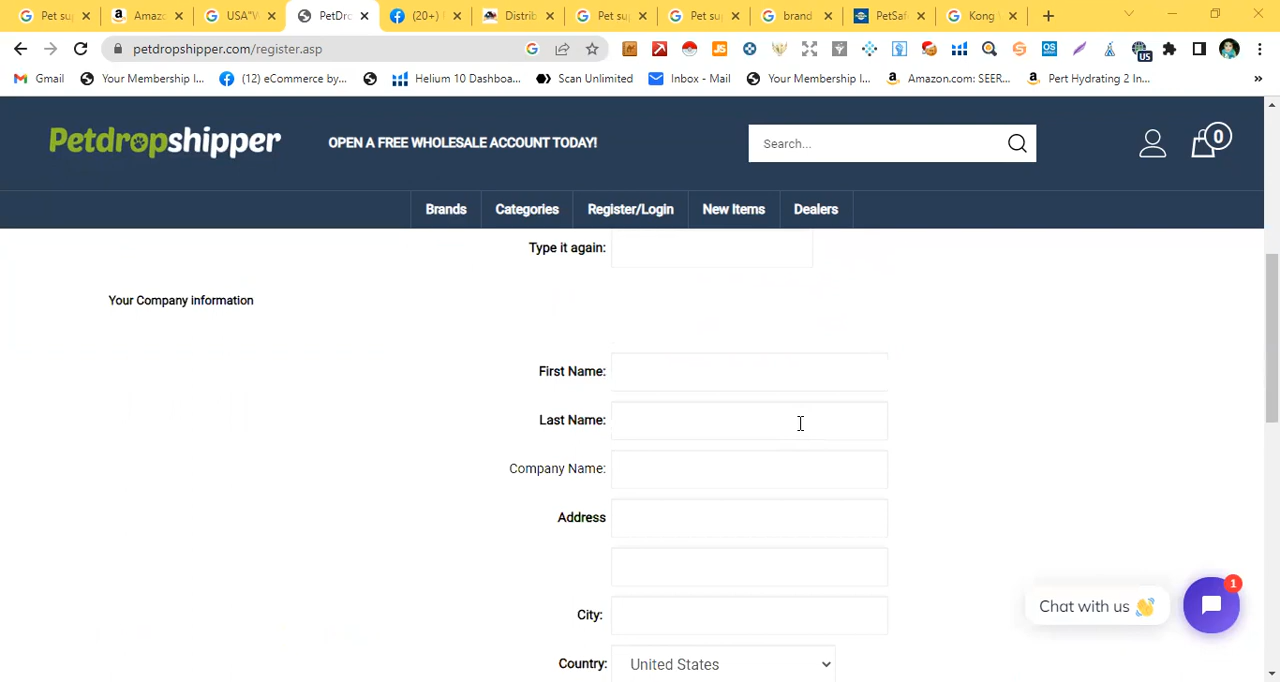 Pet su
Amazo
USA"W
PetDro
(20+) F
Distrib
Pet su
Pet su
brand
PetSaf
Kong
petdropshipper.com/register.asp
Gmail
Your Membership I...
(12) eCommerce by...
Helium 10 Dashboa...
Scan Unlimited
Inbox - Mail
Your Membership I...
Amazon.com: SEER...
Pert Hydrating 2 In...
»
Petdropshipper
OPEN A FREE WHOLESALE ACCOUNT TODAY!
Search...
0
Brands
Categories
Register/Login
New Items
Dealers
Type it again:
Your Company information
First Name:
Last Name:
Company Name:
Address
City:
Country:
United States
Chat with us 👋
1